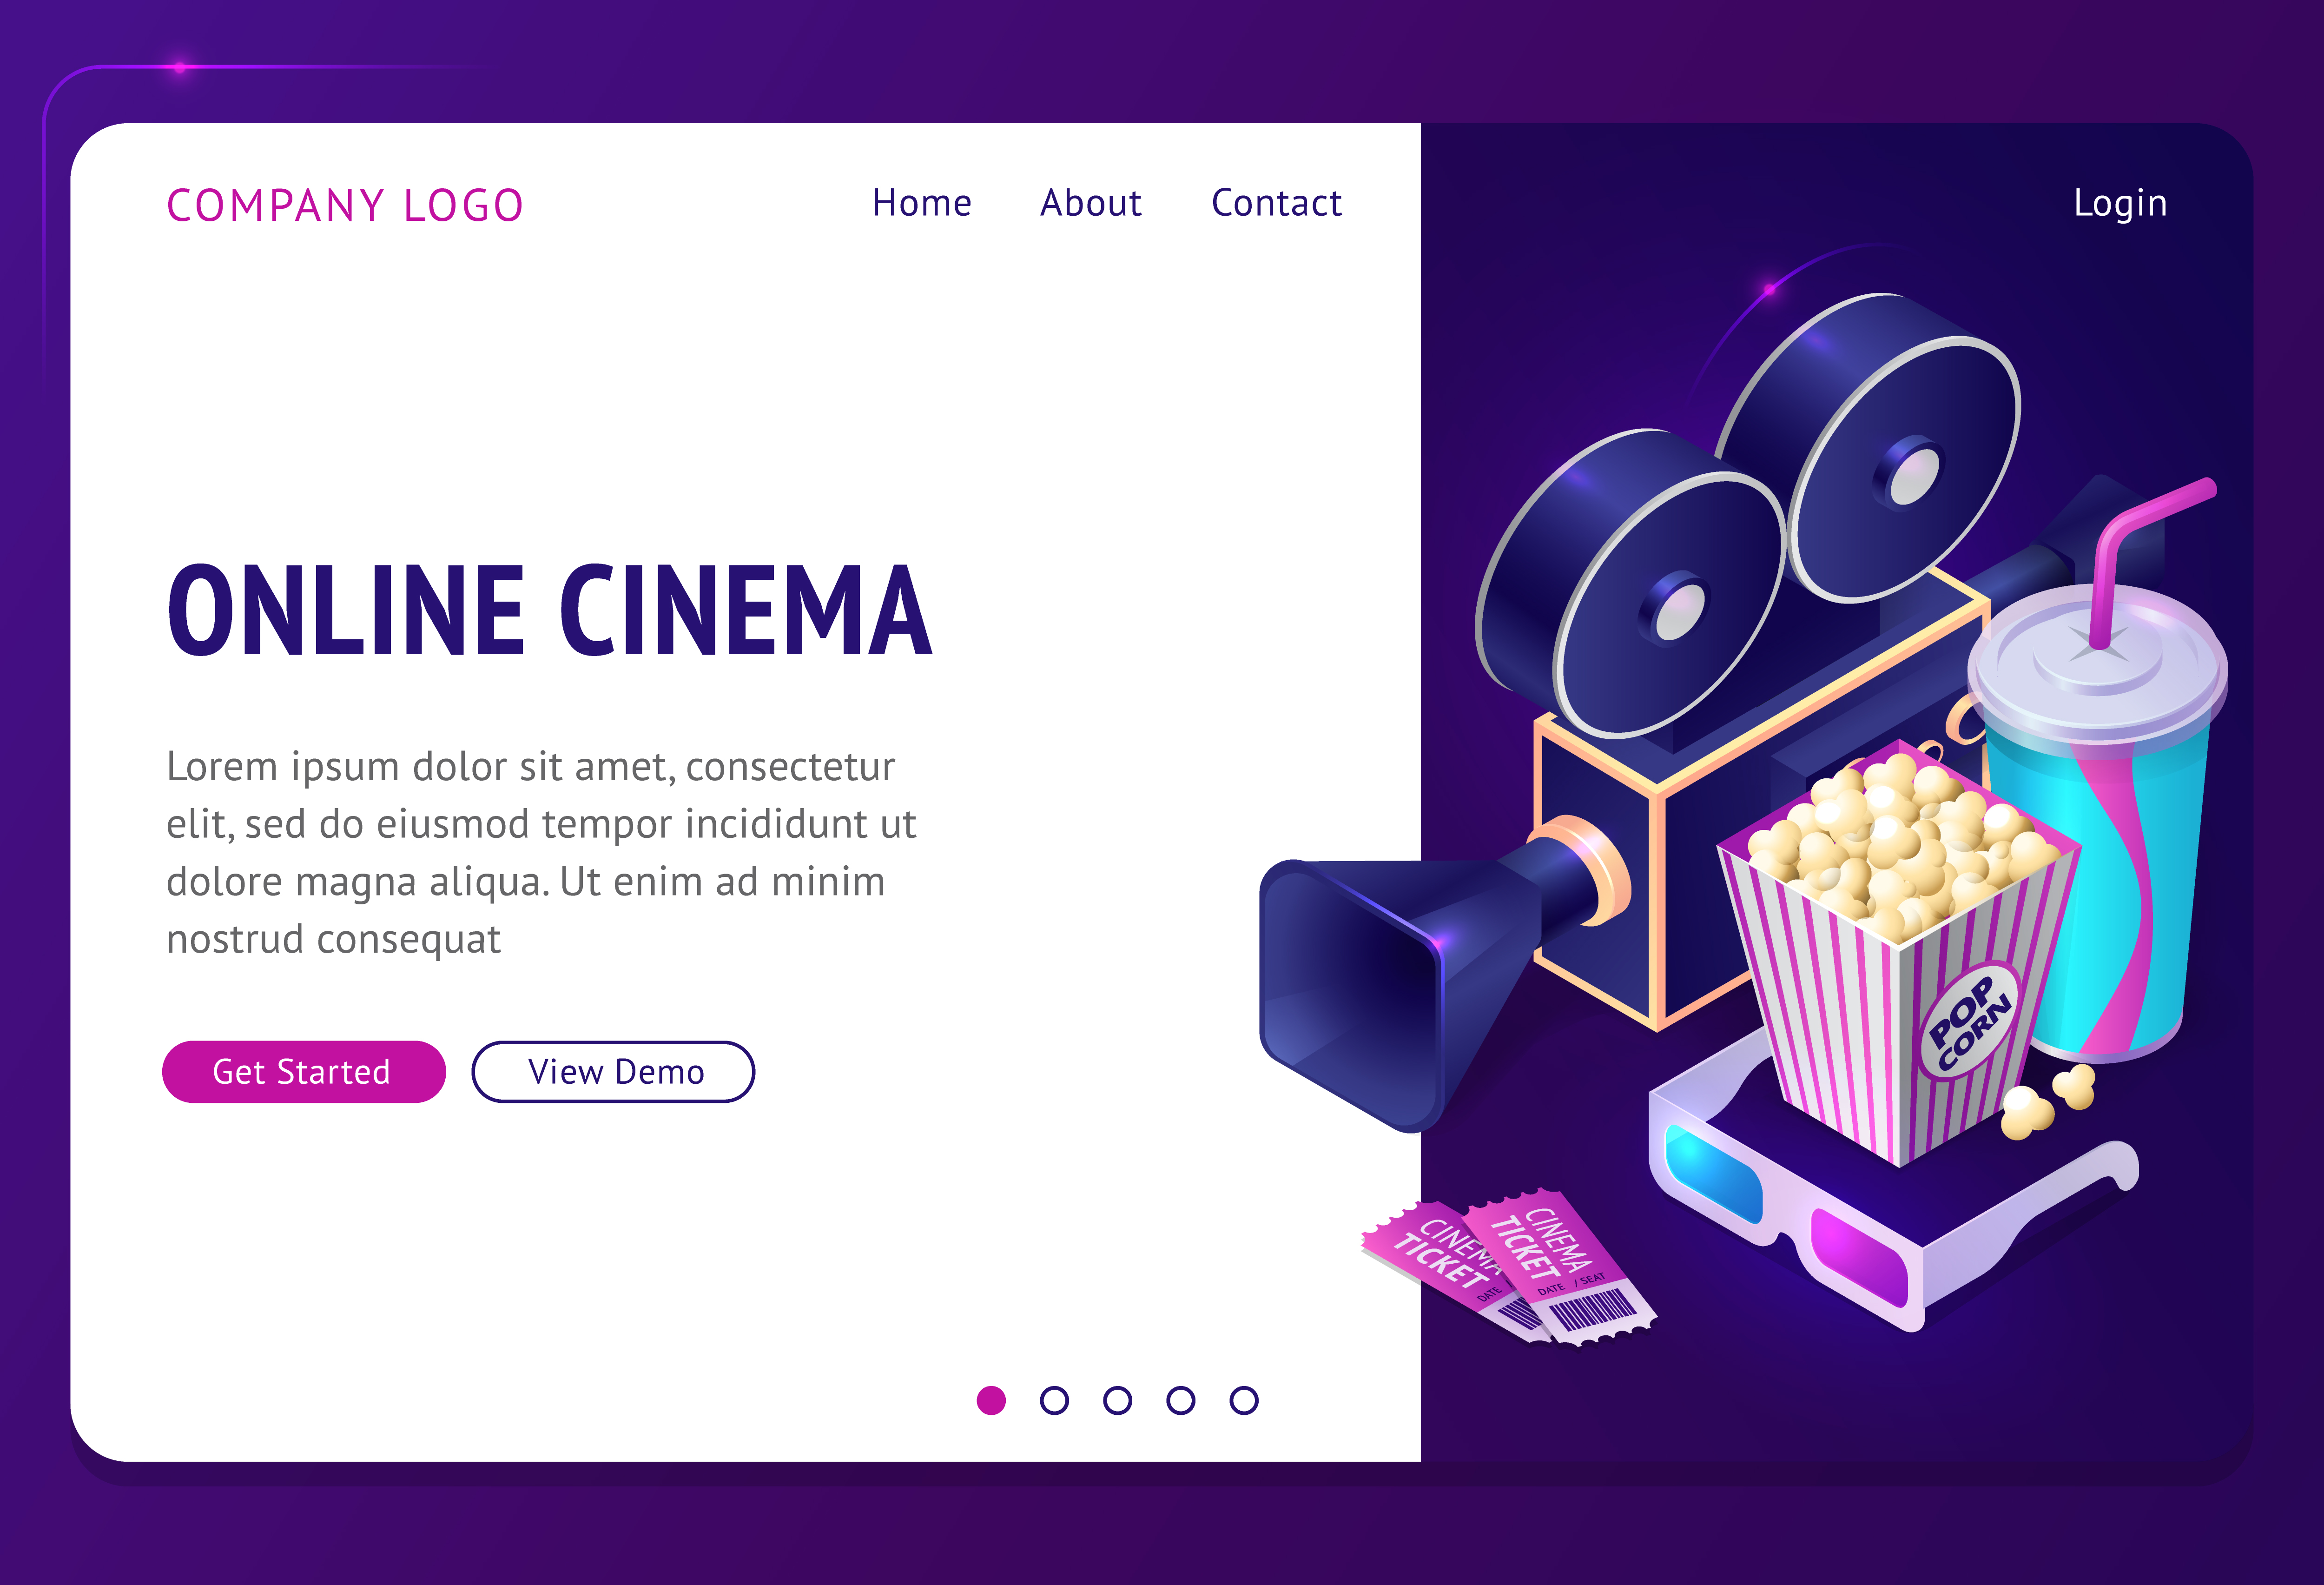 COMPANY LOGO
Home
About
Contact
Login
ONLINE CINEMA
Lorem ipsum dolor sit amet, consectetur
elit, sed do eiusmod tempor incididunt ut
dolore magna aliqua. Ut enim ad minim
nostrud consequat
Get Started
View Demo
POP
CORN
CINEMA
TICKET
DATE
CINEMA
TICKET
DATE / SEAT